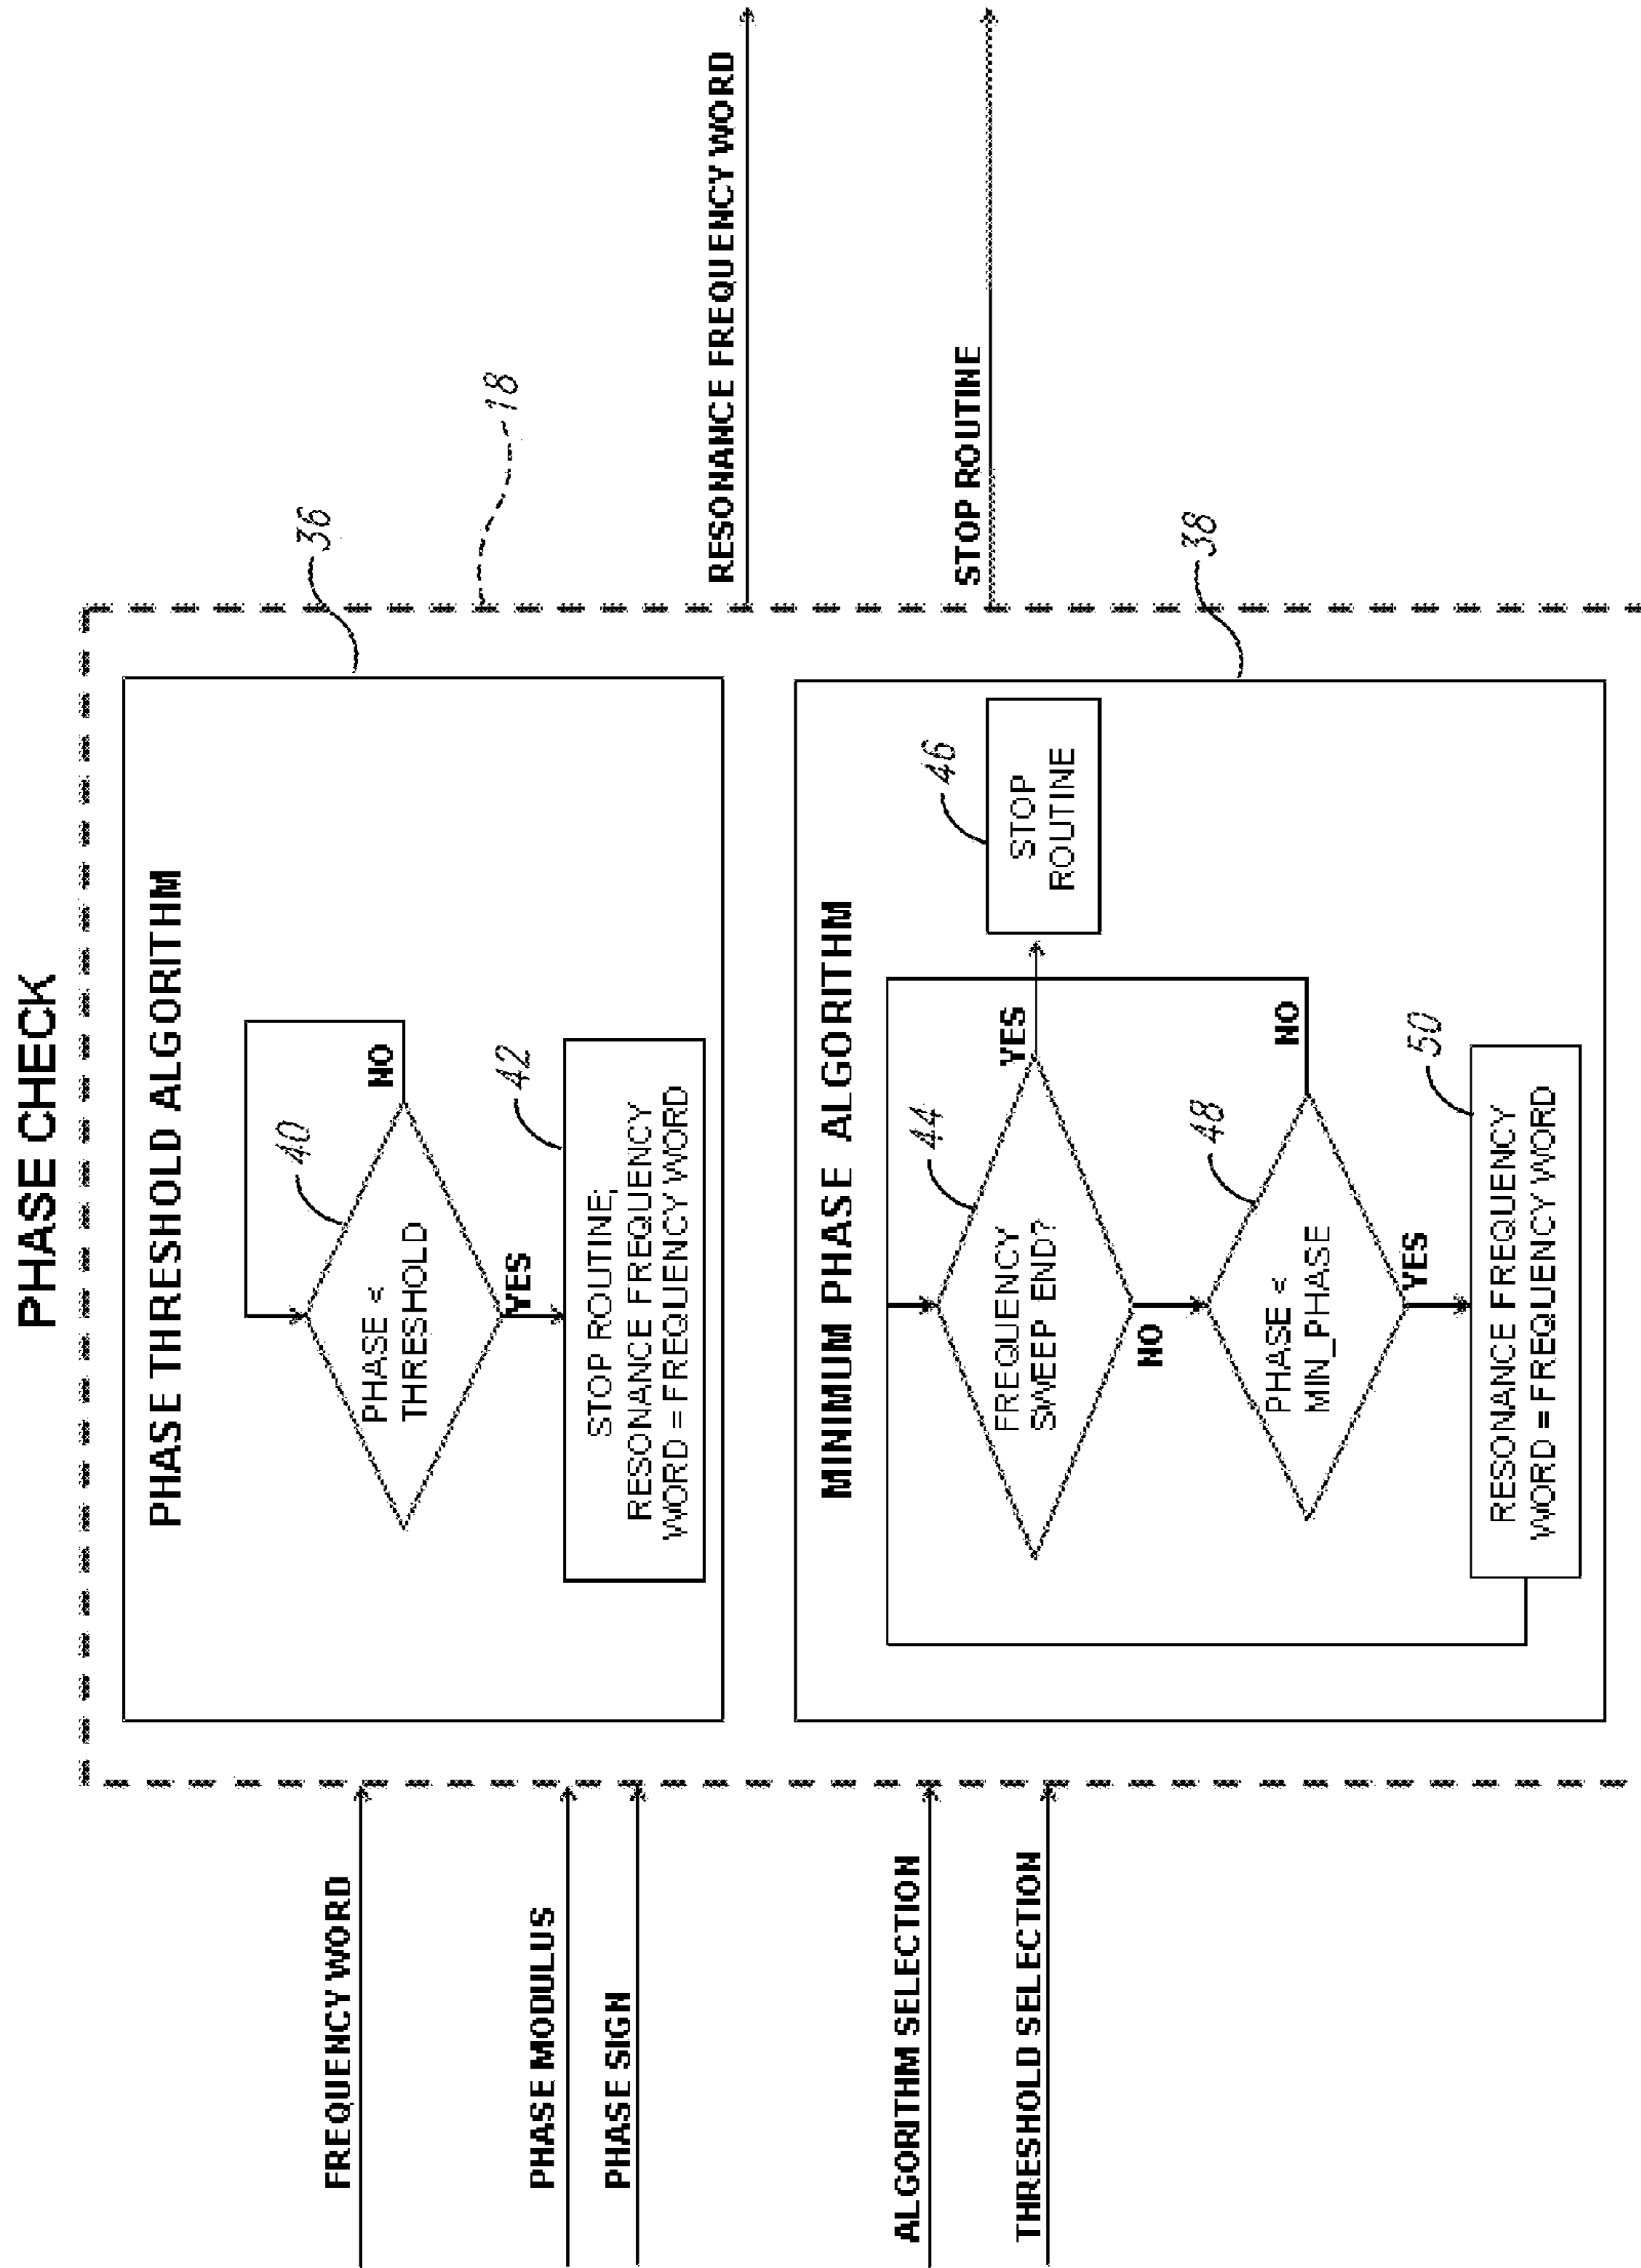 PHASE CHECK
FREQUENCY WORD
PHASE MODULUS
PHASE SIGN
ALGORITHM SELECTION
THRESHOLD SELECTION
PHASE THRESHOLD ALGORITHM
36
18
40
PHASE <
THRESHOLD
NO
YES
42
STOP ROUTINE;
RESONANCE FREQUENCY
WORD = FREQUENCY WORD
RESONANCE FREQUENCY WORD
STOP ROUTINE
MINIMUM PHASE ALGORITHM
38
44
FREQUENCY
SWEEP END?
YES
46
STOP
ROUTINE
NO
48
PHASE <
MIN_PHASE
NO
YES
50
RESONANCE FREQUENCY
WORD = FREQUENCY WORD